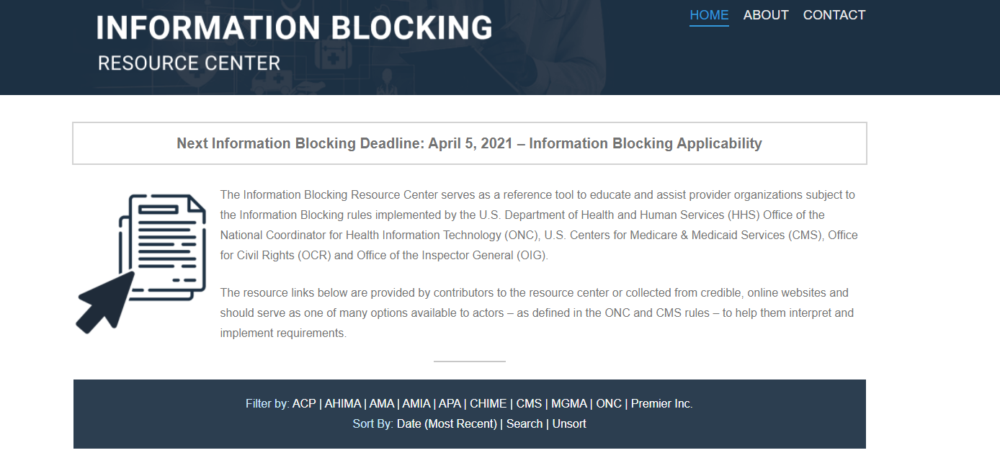 INFORMATION BLOCKING
RESOURCE CENTER
HOME ABOUT CONTACT
Next Information Blocking Deadline: April 5, 2021 – Information Blocking Applicability
The Information Blocking Resource Center serves as a reference tool to educate and assist provider organizations subject to
the Information Blocking rules implemented by the U.S. Department of Health and Human Services (HHS) Office of the
National Coordinator for Health Information Technology (ONC), U.S. Centers for Medicare & Medicaid Services (CMS), Office
for Civil Rights (OCR) and Office of the Inspector General (OIG).
The resource links below are provided by contributors to the resource center or collected from credible, online websites and
should serve as one of many options available to actors – as defined in the ONC and CMS rules – to help them interpret and
implement requirements.
Filter by: ACP | AHIMA | AMA | AMIA | APA | CHIME | CMS | MGMA | ONC | Premier Inc.
Sort By: Date (Most Recent) | Search | Unsort